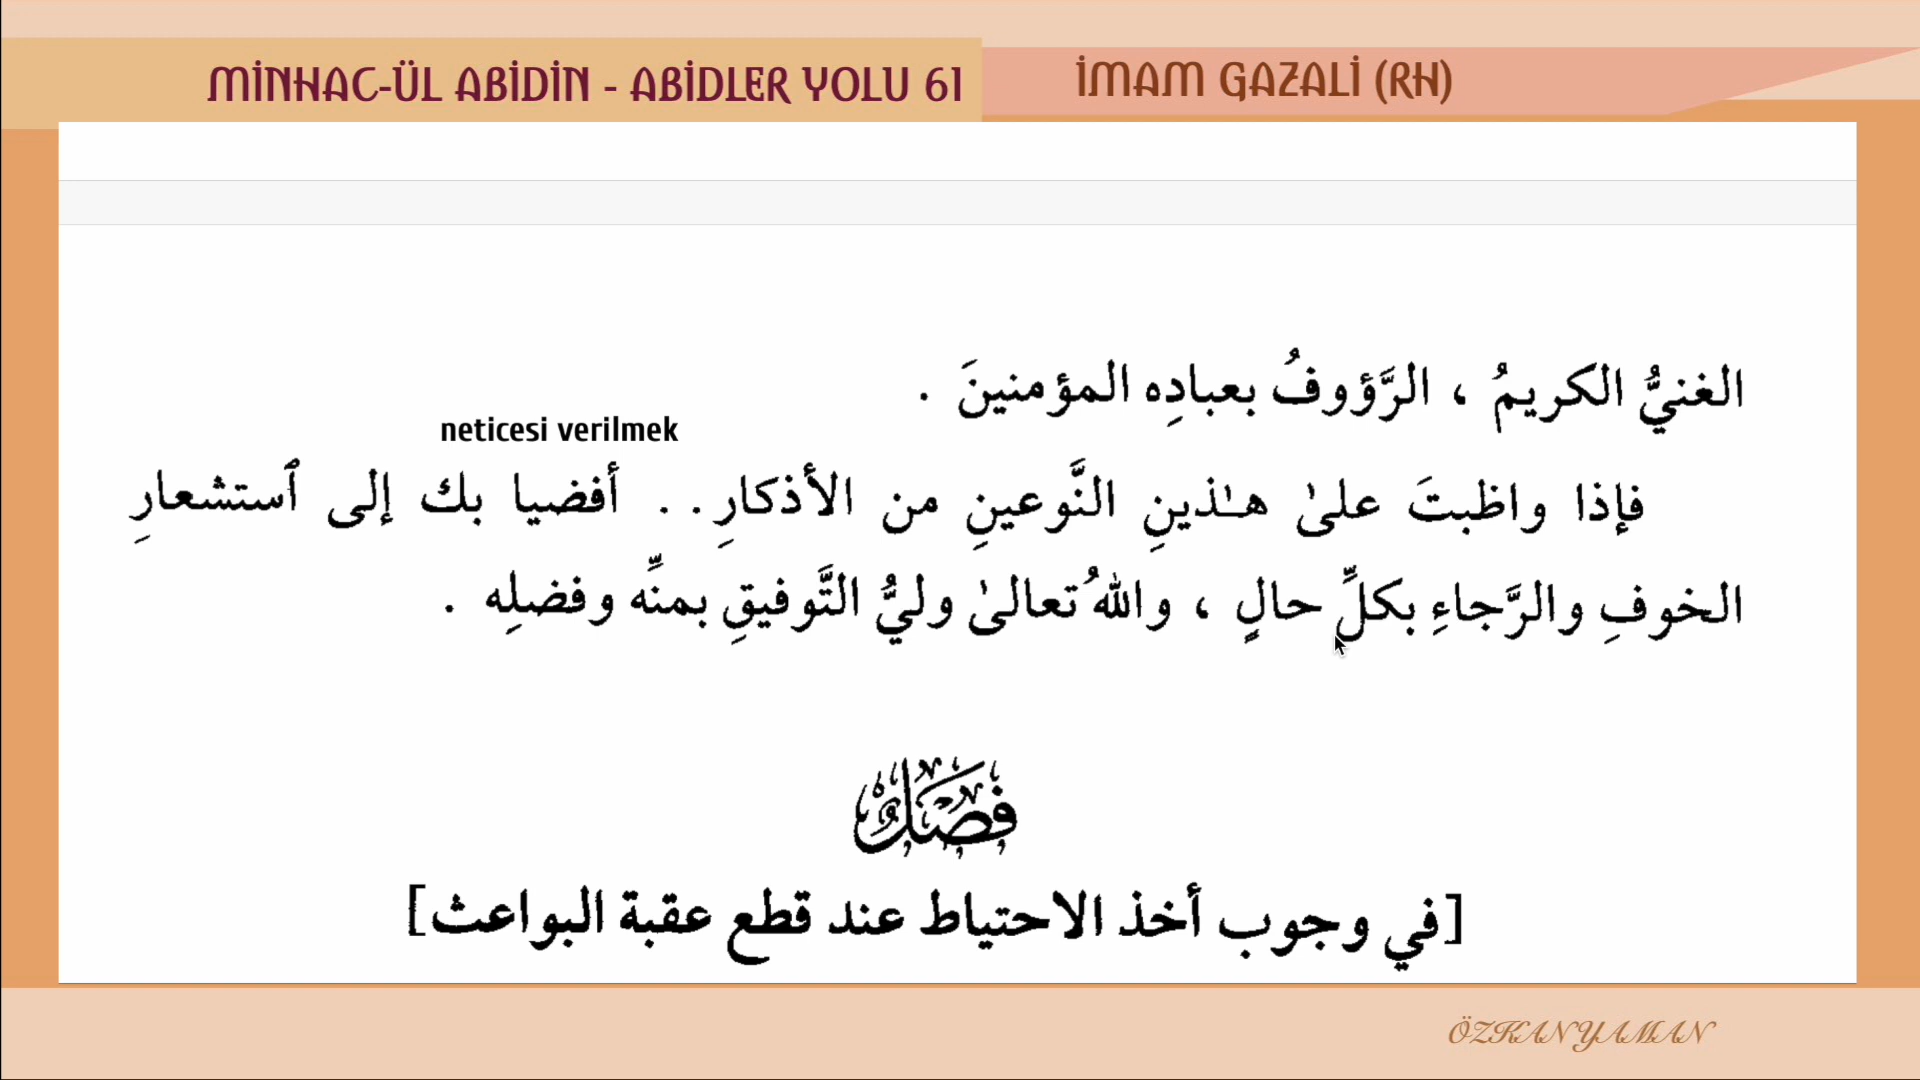 MİNHAC-ÜL ABİDİN - ABİDLER YOLU 61
İMAM GAZALİ (RH)
الغنيُّ الكريمُ ، الرَّؤوفُ بعبادِه المؤمنينَ .
neticesi verilmek
فإذا واظبتَ علىٰ هـٰذينِ النَّوعينِ من الأذكارِ . . أفضيا بك إلى ٱستشعارِ
الخوفِ والرَّجاءِ بكلِّ حالٍ ، واللهُ تعالىٰ وليُّ التَّوفيقِ بمنِّه وفضلِه .
فَصْلٌ
[في وجوب أخذ الاحتياط عند قطع عقبة البواعث]
ÖZKAN YAMAN